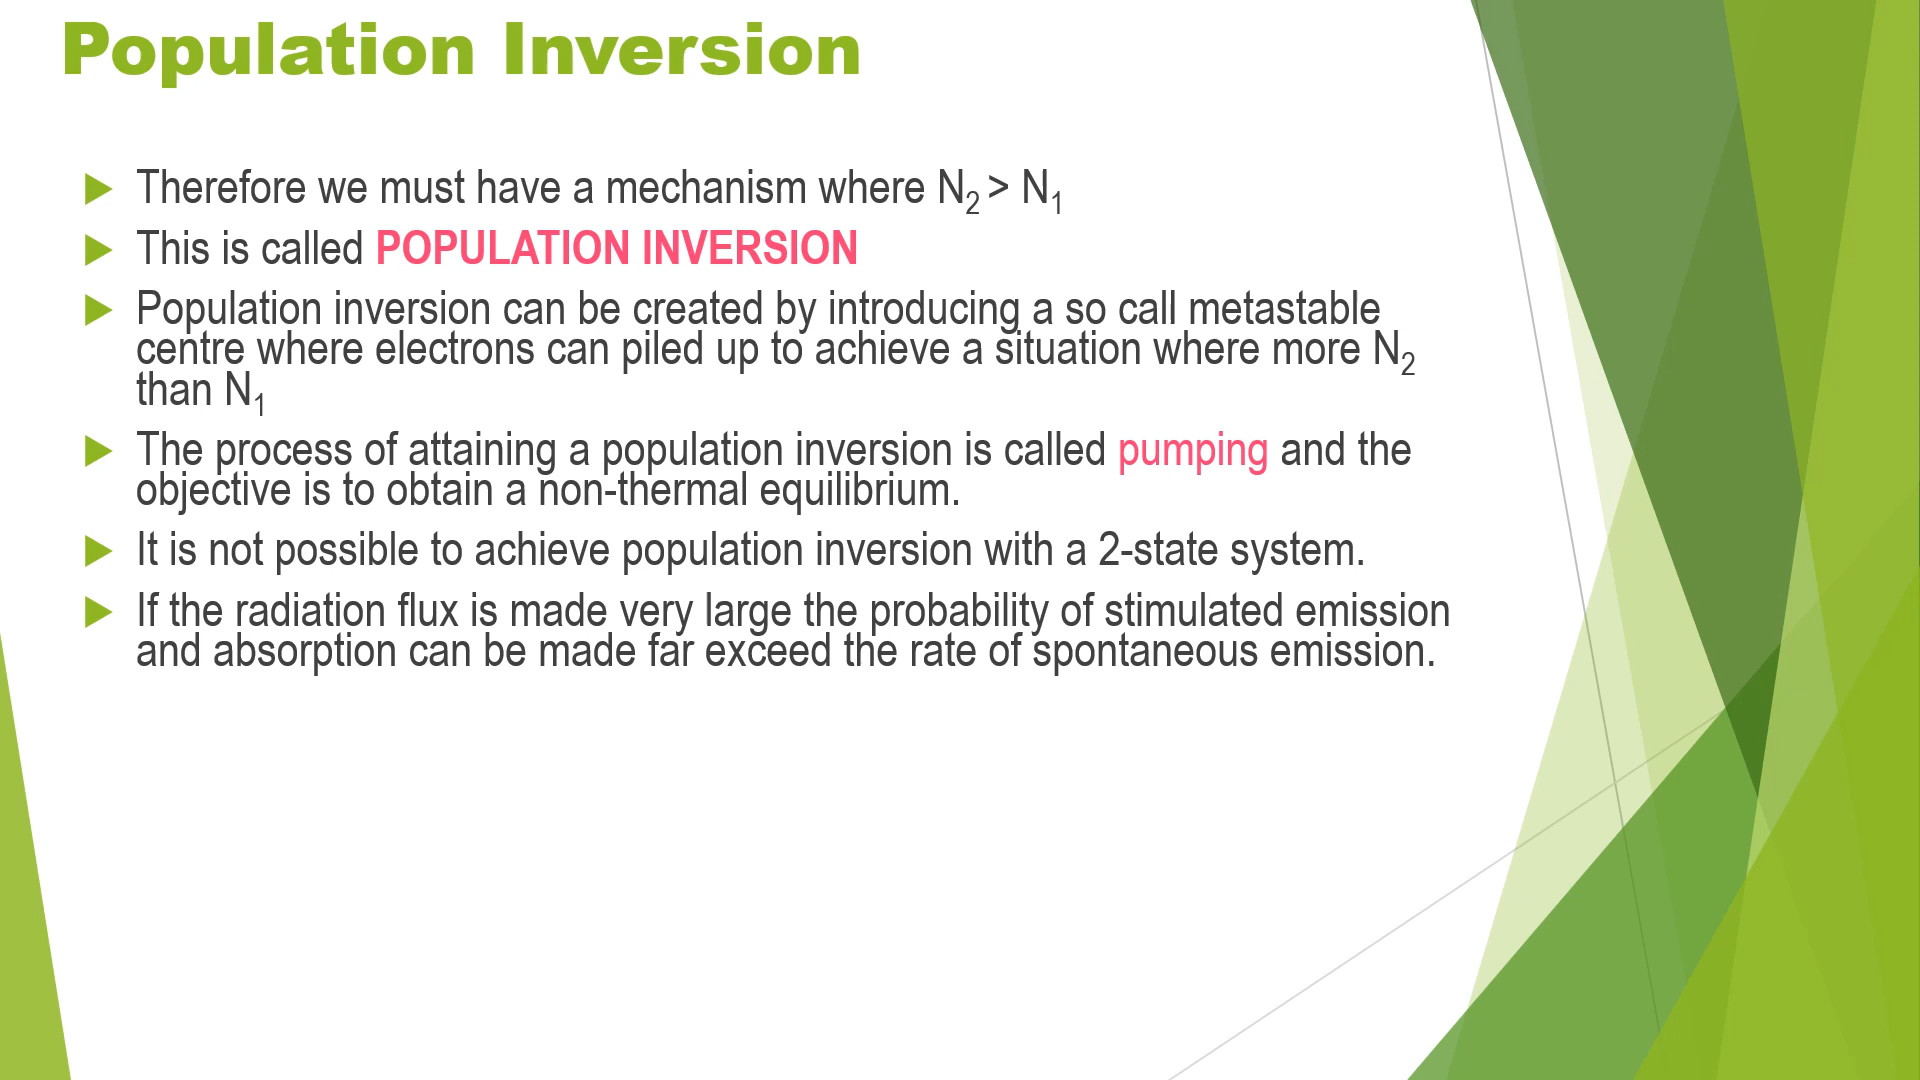 Population Inversion
Therefore we must have a mechanism where N₂ > N₁
This is called POPULATION INVERSION
Population inversion can be created by introducing a so call metastable
centre where electrons can piled up to achieve a situation where more N₂
than N₁
The process of attaining a population inversion is called pumping and the
objective is to obtain a non-thermal equilibrium.
It is not possible to achieve population inversion with a 2-state system.
If the radiation flux is made very large the probability of stimulated emission
and absorption can be made far exceed the rate of spontaneous emission.